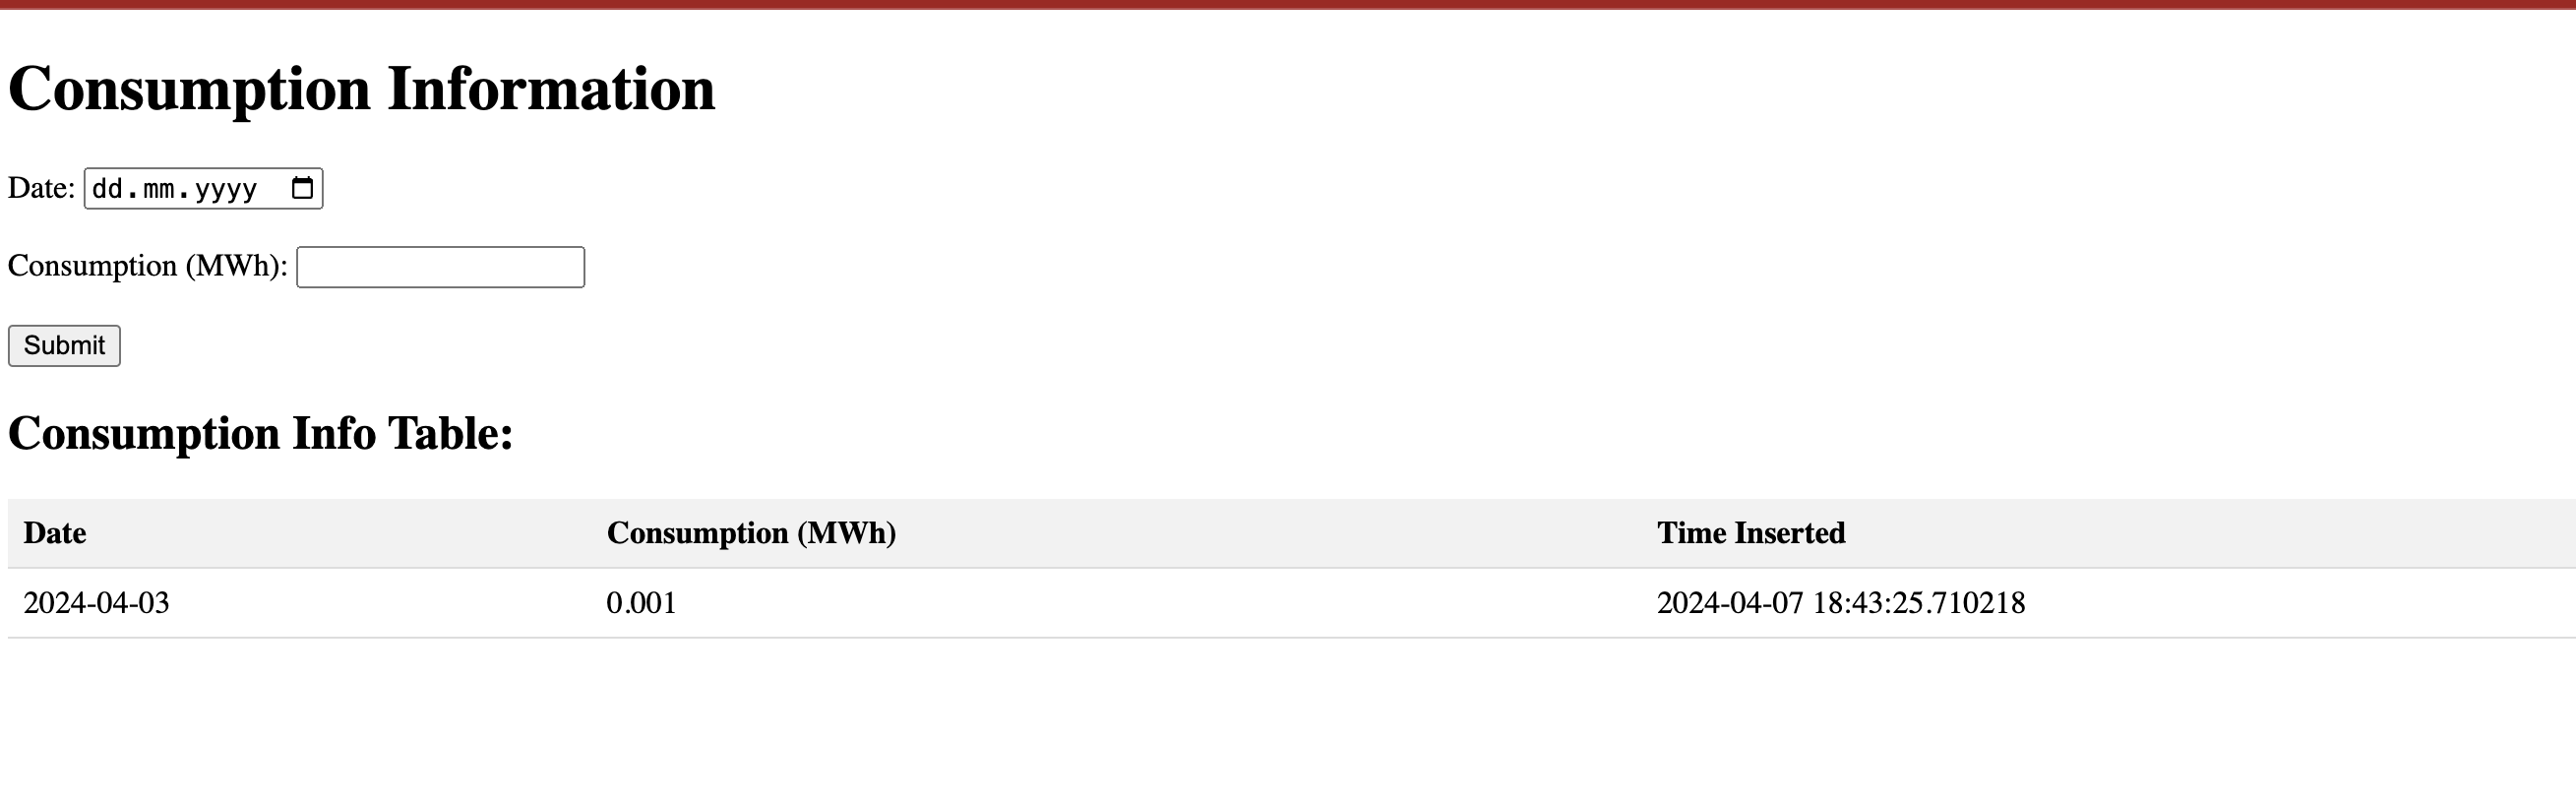 Consumption Information
Date: dd.mm.yyyy
Consumption (MWh):
Submit
Consumption Info Table:
Date Consumption (MWh) Time Inserted
2024-04-03 0.001 2024-04-07 18:43:25.710218